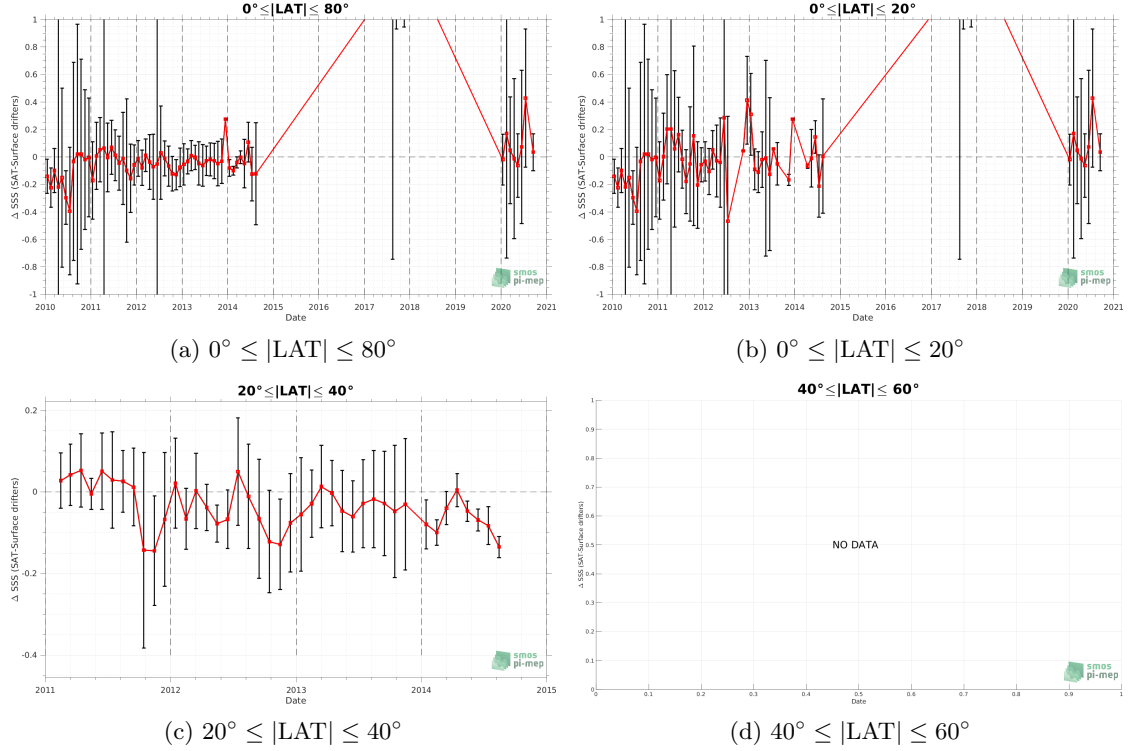 0°≤|LAT|≤ 80°
Δ SSS (SAT-Surface drifters)
1
0.8
0.6
0.4
0.2
0
-0.2
-0.4
-0.6
-0.8
-1
2010 2011 2012 2013 2014 2015 2016 2017 2018 2019 2020 2021
Date
smos
pi-mep
(a) 0° ≤ |LAT| ≤ 80°
0°≤|LAT|≤ 20°
Δ SSS (SAT-Surface drifters)
1
0.8
0.6
0.4
0.2
0
-0.2
-0.4
-0.6
-0.8
-1
2010 2011 2012 2013 2014 2015 2016 2017 2018 2019 2020 2021
Date
smos
pi-mep
(b) 0° ≤ |LAT| ≤ 20°
20°≤|LAT|≤ 40°
Δ SSS (SAT-Surface drifters)
0.2
0
-0.2
-0.4
2011 2012 2013 2014 2015
Date
smos
pi-mep
(c) 20° ≤ |LAT| ≤ 40°
40°≤|LAT|≤ 60°
Δ SSS (SAT-Surface drifters)
1
0.9
0.8
0.7
0.6
0.5
0.4
0.3
0.2
0.1
0
NO DATA
0 0.1 0.2 0.3 0.4 0.5 0.6 0.7 0.8 0.9 1
Date
smos
pi-mep
(d) 40° ≤ |LAT| ≤ 60°